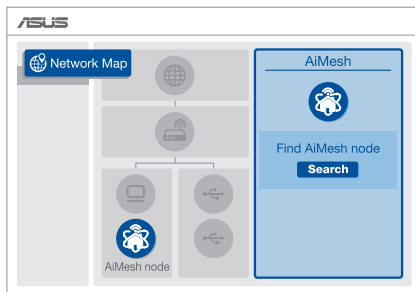 ASUS
Network Map
AiMesh
Find AiMesh node
Search
AiMesh node